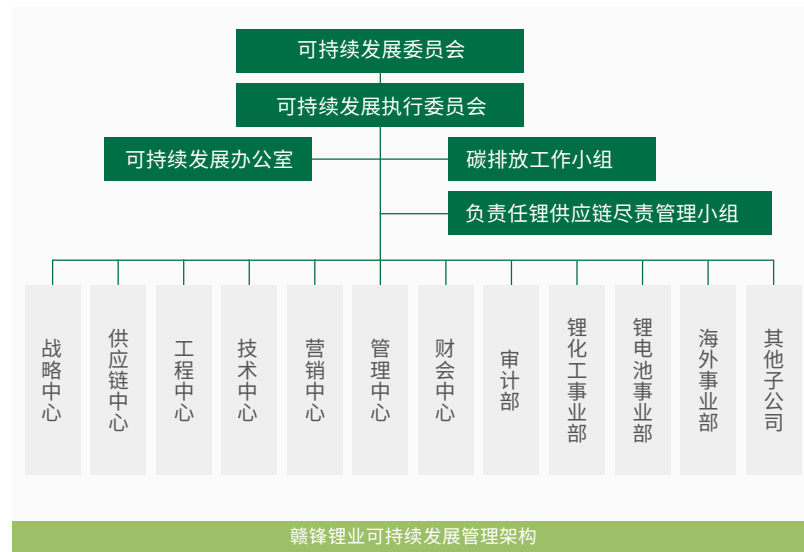 可持续发展委员会
可持续发展执行委员会
可持续发展办公室
碳排放工作小组
负责任锂供应链尽责管理小组
战略中心
供应链中心
工程中心
技术中心
营销中心
管理中心
财会中心
审计部
锂化工事业部
锂电池事业部
海外事业部
其他子公司
赣锋锂业可持续发展管理架构